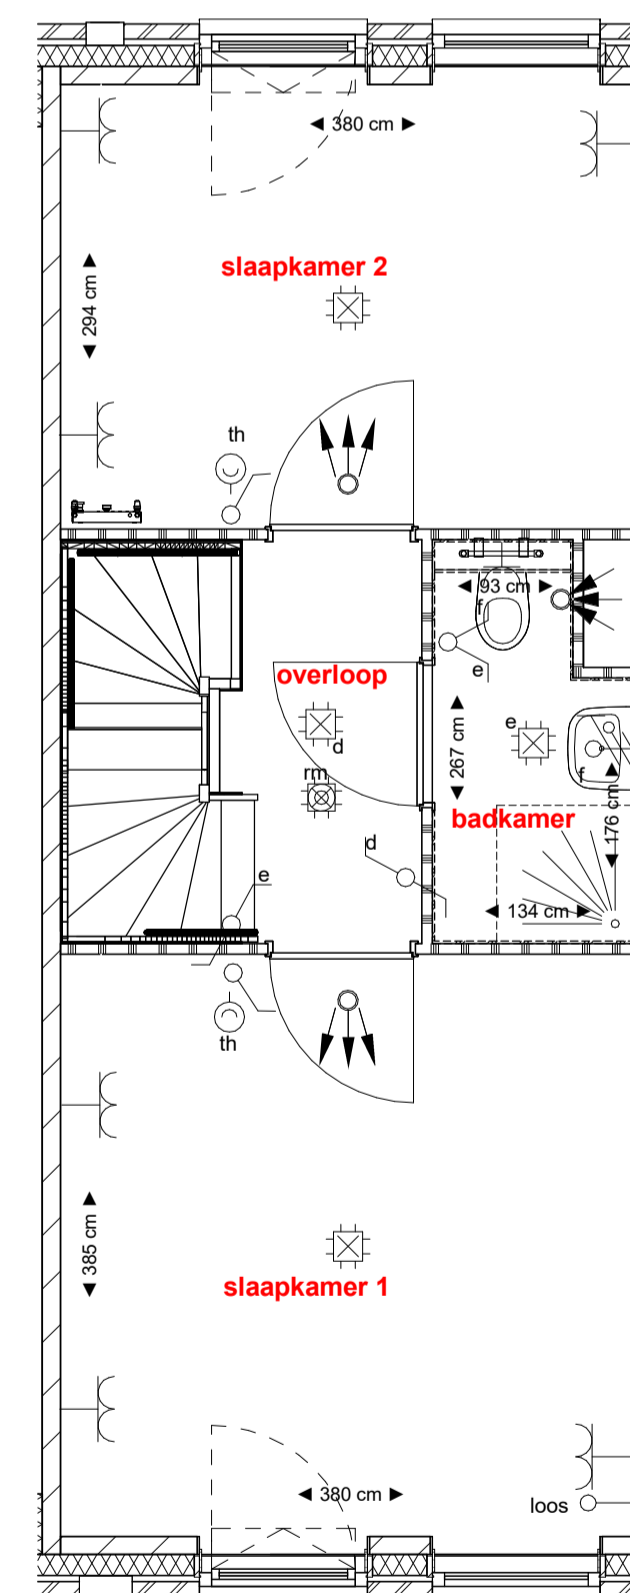 380 cm
slaapkamer 2
294 cm
th
93 cm
f
e
overloop
267 cm
e
d
f
rm
176 cm
badkamer
d
e
134 cm
th
385 cm
slaapkamer 1
380 cm
loos